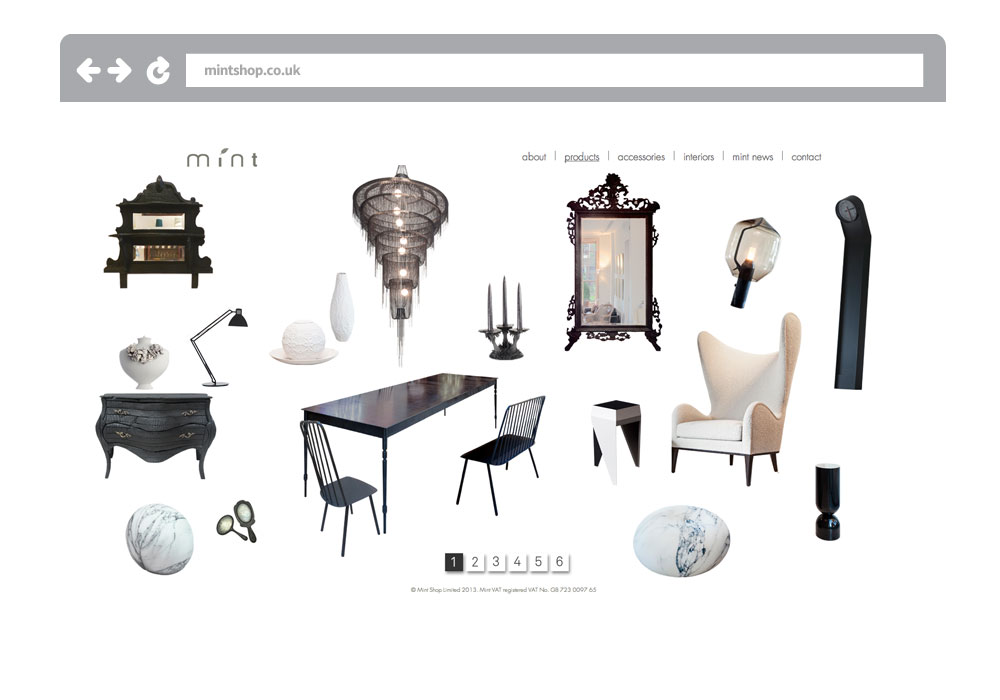 mintshop.co.uk
mint
about | products | accessories | interiors | mint news | contact
1 2 3 4 5 6
© Mint Shop Limited 2013. Mint VAT registered VAT No. GB 723 0097 65